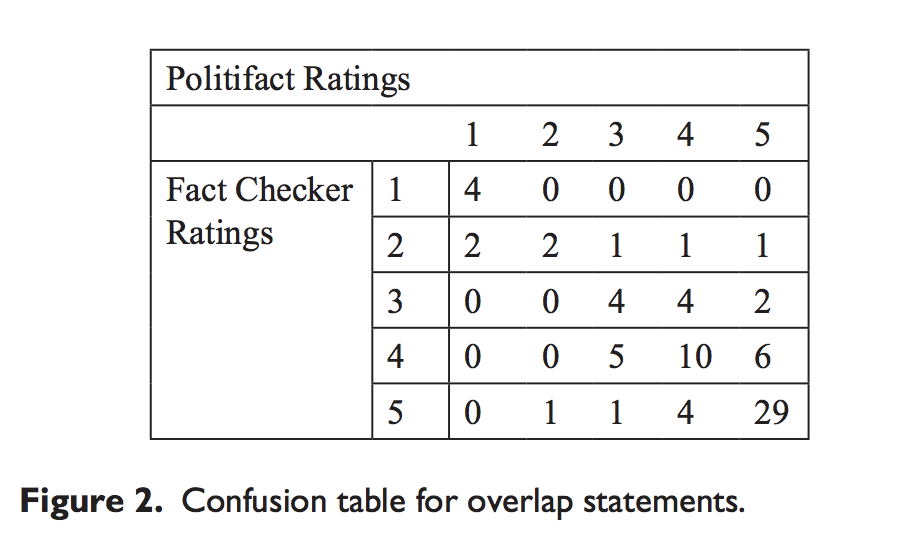 Politifact Ratings
1 2 3 4 5
Fact Checker 1 4 0 0 0 0
Ratings
2 2 2 1 1 1
3 0 0 4 4 2
4 0 0 5 10 6
5 0 1 1 4 29
Figure 2. Confusion table for overlap statements.